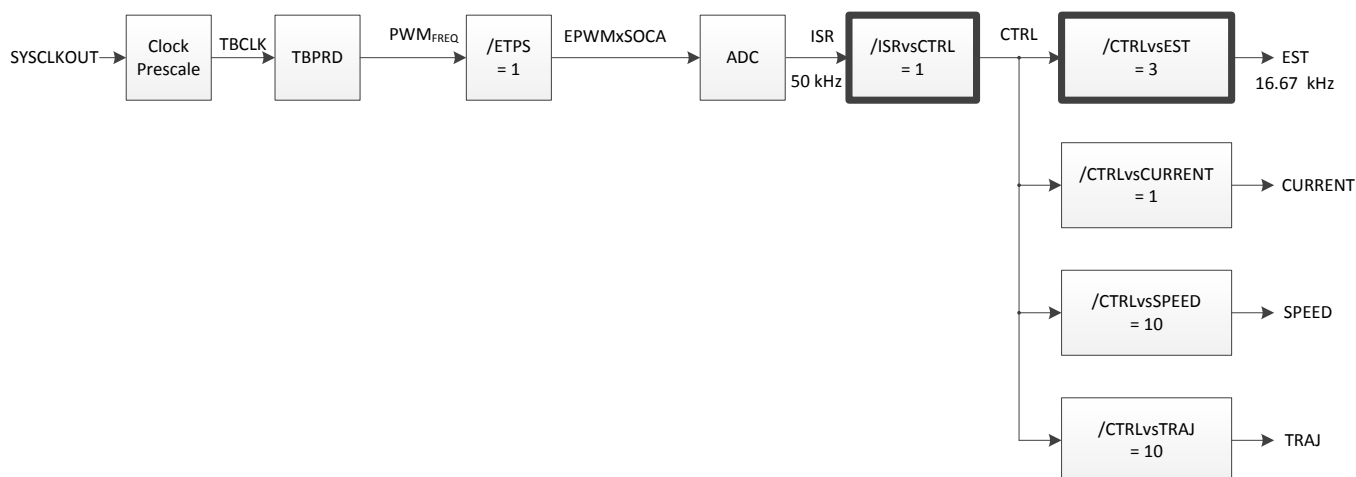 SYSCLKOUT
Clock
Prescale
TBCLK
TBPRD
PWMFREQ
/ETPS
= 1
EPWMxSOCA
ADC
ISR
50 kHz
/ISRvsCTRL
= 1
CTRL
/CTRLvsEST
= 3
EST
16.67 kHz
/CTRLvsCURRENT
= 1
CURRENT
/CTRLvsSPEED
= 10
SPEED
/CTRLvsTRAJ
= 10
TRAJ